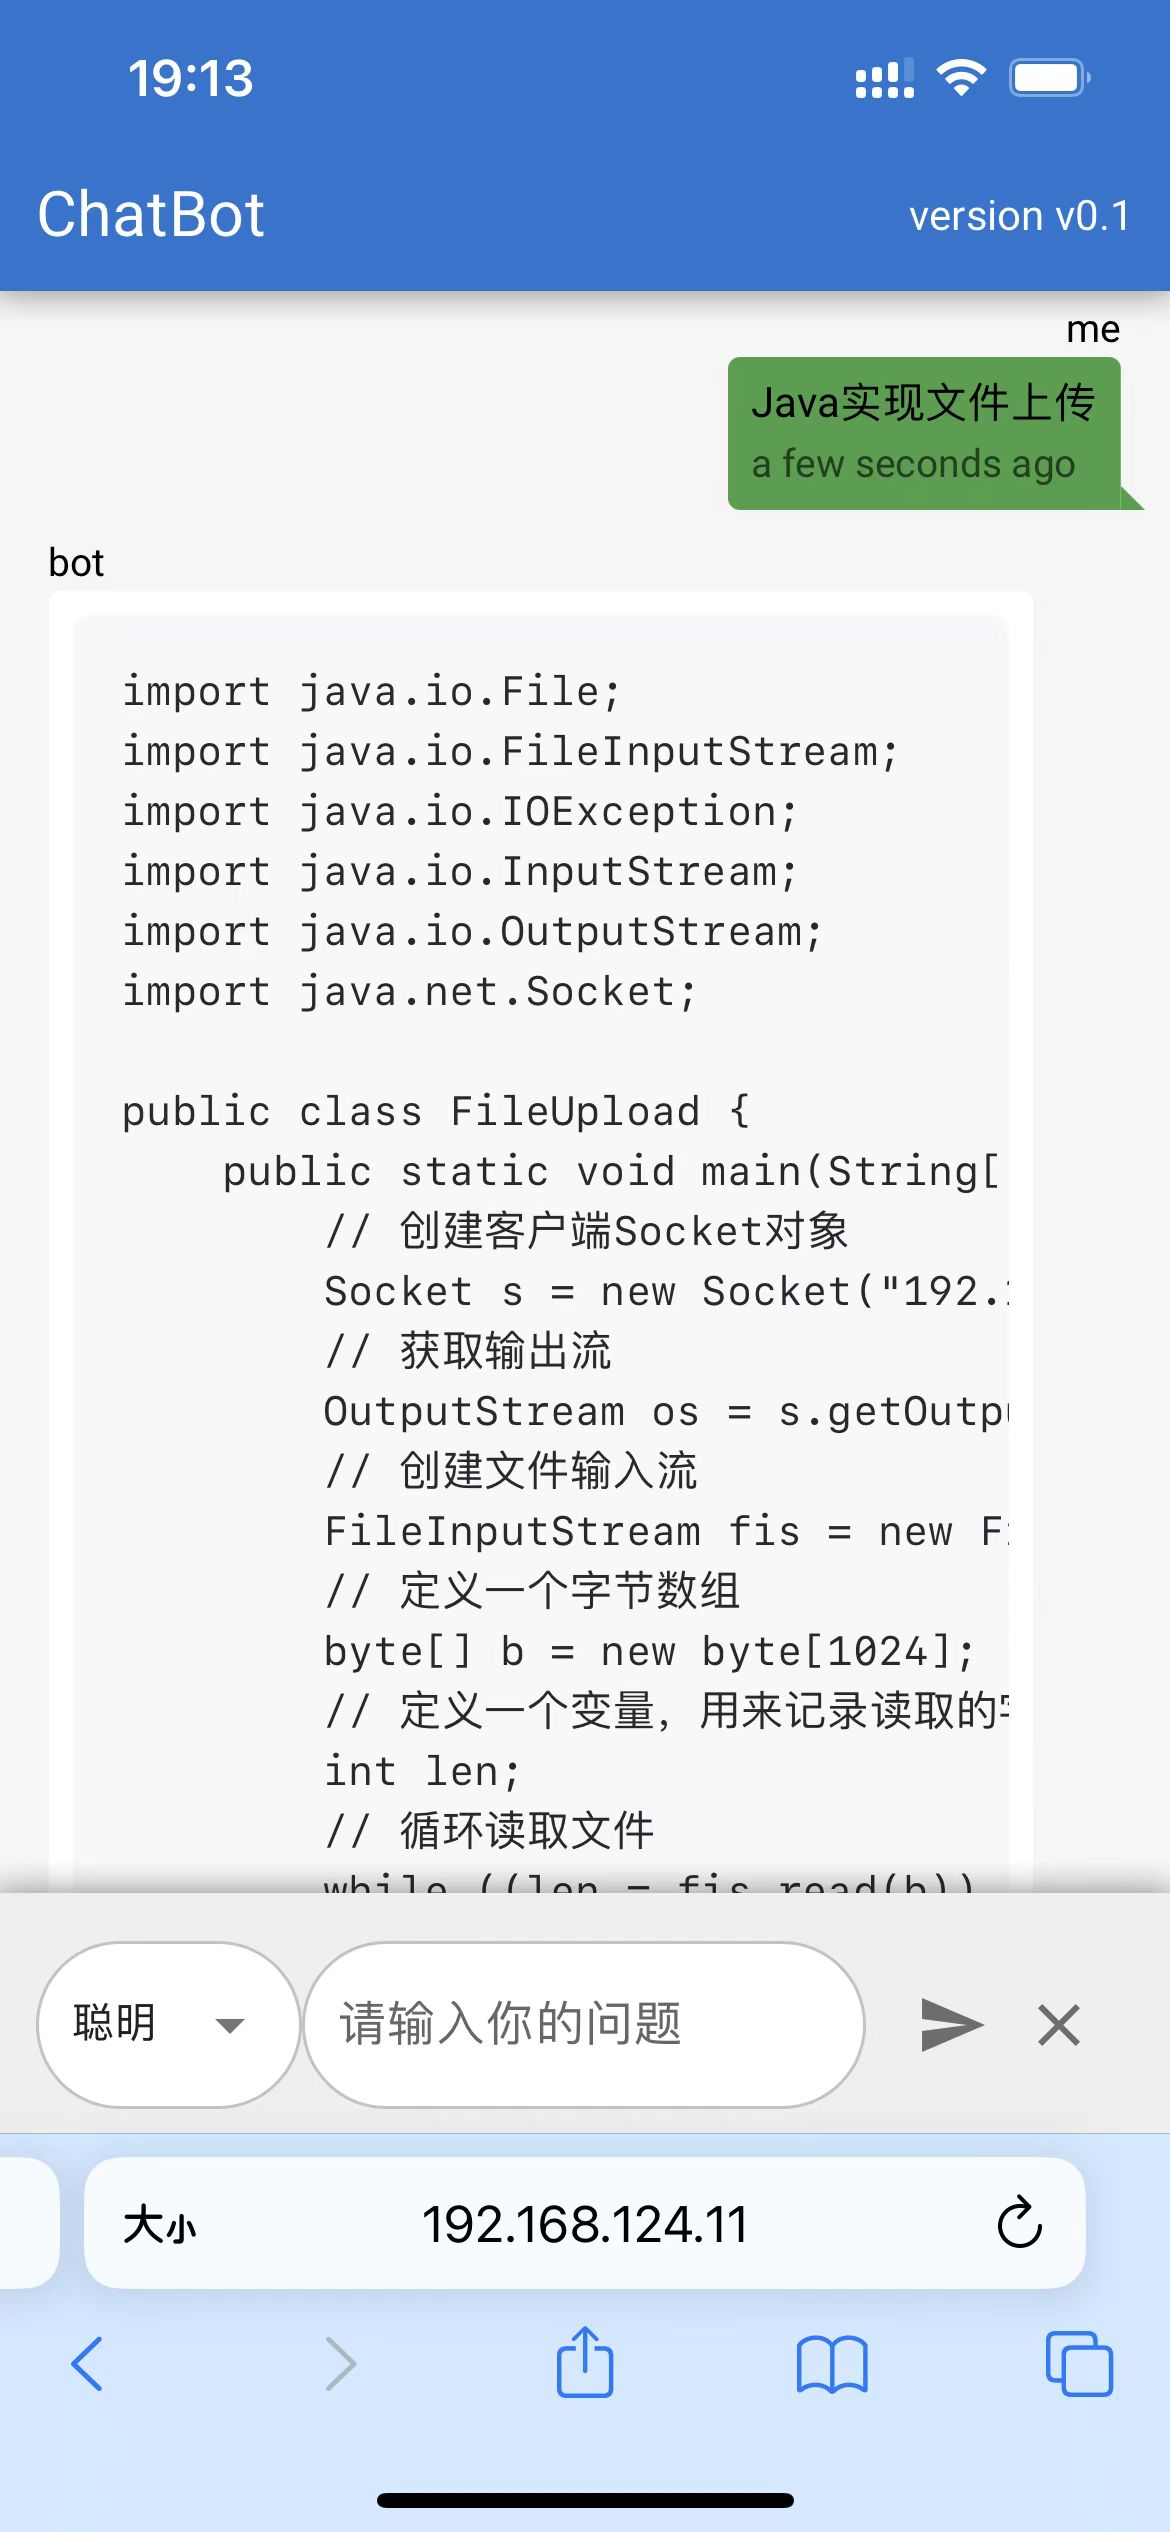 19:13
ChatBot
version v0.1
me
Java实现文件上传
a few seconds ago
bot
import java.io.File;
import java.io.FileInputStream;
import java.io.IOException;
import java.io.InputStream;
import java.io.OutputStream;
import java.net.Socket;
public class FileUpload {
public static void main(String[
// 创建客户端Socket对象
Socket s = new Socket("192.
// 获取输出流
OutputStream os = s.getOutpu
// 创建文件输入流
FileInputStream fis = new F
// 定义一个字节数组
byte[] b = new byte[1024];
// 定义一个变量，用来记录读取的
int len;
// 循环读取文件
while ((len = fis.read(b))
聪明
请输入你的问题
大小
192.168.124.11